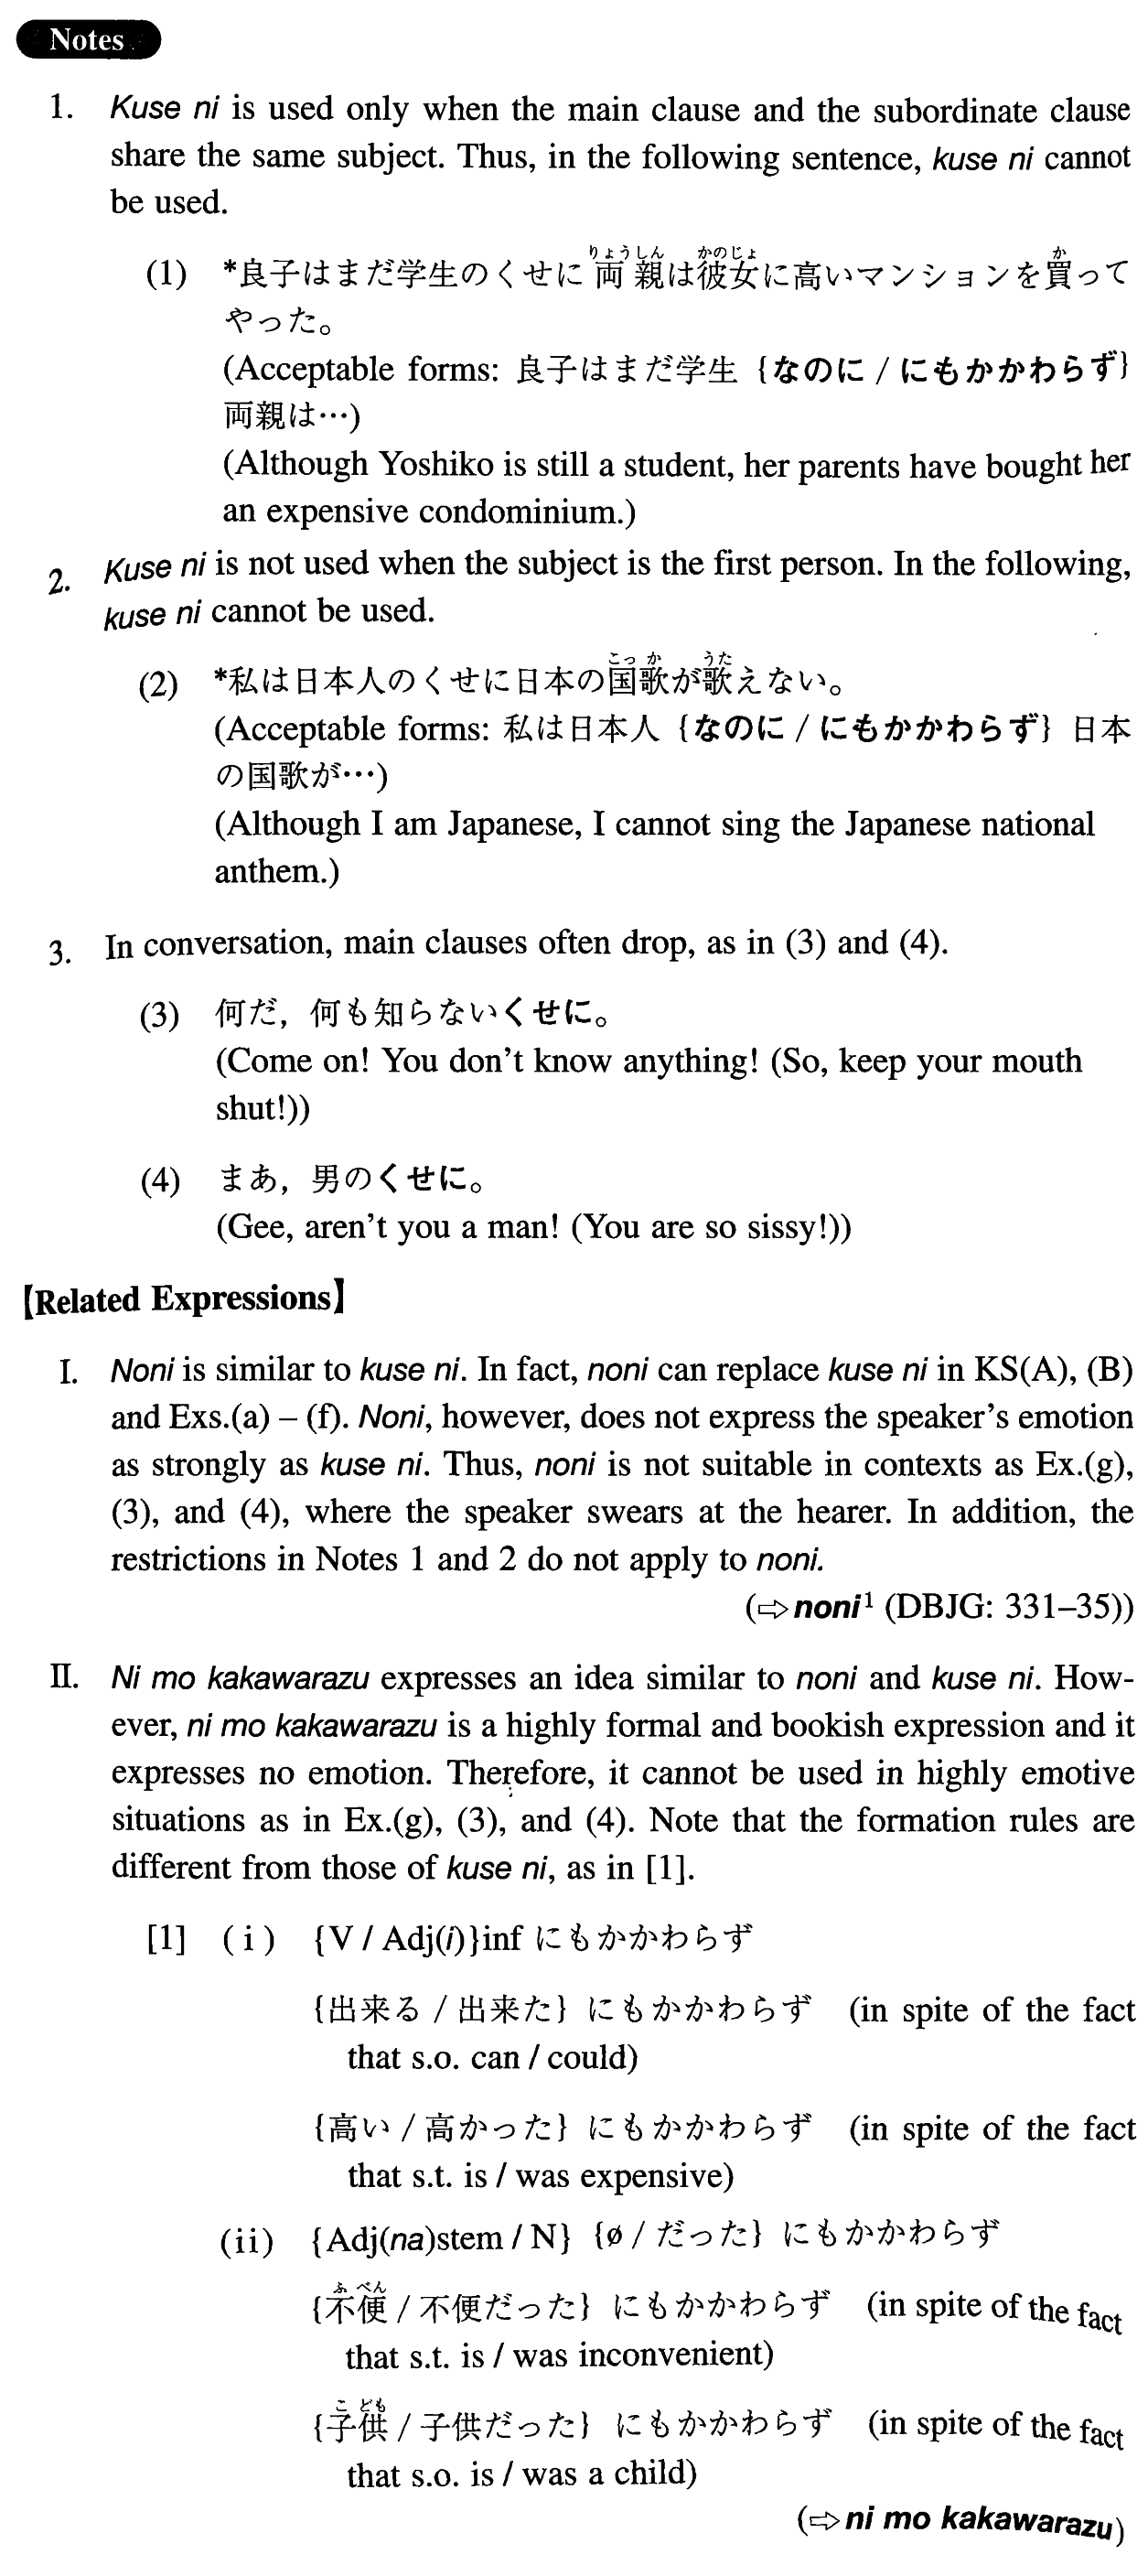 Notes
1. Kuse ni is used only when the main clause and the subordinate clause
share the same subject. Thus, in the following sentence, kuse ni cannot
be used.
(1) *良子はまだ学生のくせに両親は彼女に高いマンションを買って
やった。
(Acceptable forms: 良子はまだ学生 {なのに / にもかかわらず}
両親は…)
(Although Yoshiko is still a student, her parents have bought her
an expensive condominium.)
2. Kuse ni is not used when the subject is the first person. In the following,
kuse ni cannot be used.
(2) *私は日本人のくせに日本の国歌が歌えない。
(Acceptable forms: 私は日本人 {なのに / にもかかわらず} 日本
の国歌が…)
(Although I am Japanese, I cannot sing the Japanese national
anthem.)
3. In conversation, main clauses often drop, as in (3) and (4).
(3) 何だ，何も知らないくせに。
(Come on! You don't know anything! (So, keep your mouth
shut!))
(4) まあ，男のくせに。
(Gee, aren't you a man! (You are so sissy!))
【Related Expressions】
I. Noni is similar to kuse ni. In fact, noni can replace kuse ni in KS(A), (B)
and Exs.(a) – (f). Noni, however, does not express the speaker's emotion
as strongly as kuse ni. Thus, noni is not suitable in contexts as Ex.(g),
(3), and (4), where the speaker swears at the hearer. In addition, the
restrictions in Notes 1 and 2 do not apply to noni.
(⇨noni¹ (DBJG: 331–35))
II. Ni mo kakawarazu expresses an idea similar to noni and kuse ni. How-
ever, ni mo kakawarazu is a highly formal and bookish expression and it
expresses no emotion. Therefore, it cannot be used in highly emotive
situations as in Ex.(g), (3), and (4). Note that the formation rules are
different from those of kuse ni, as in [1].
[1] (i) {V / Adj(i)}inf にもかかわらず
{出来る / 出来た} にもかかわらず (in spite of the fact
that s.o. can / could)
{高い / 高かった} にもかかわらず (in spite of the fact
that s.t. is / was expensive)
(ii) {Adj(na)stem / N} {ø / だった} にもかかわらず
{不便 / 不便だった} にもかかわらず (in spite of the fact
that s.t. is / was inconvenient)
{子供 / 子供だった} にもかかわらず (in spite of the fact
that s.o. is / was a child)
(⇨ni mo kakawarazu)